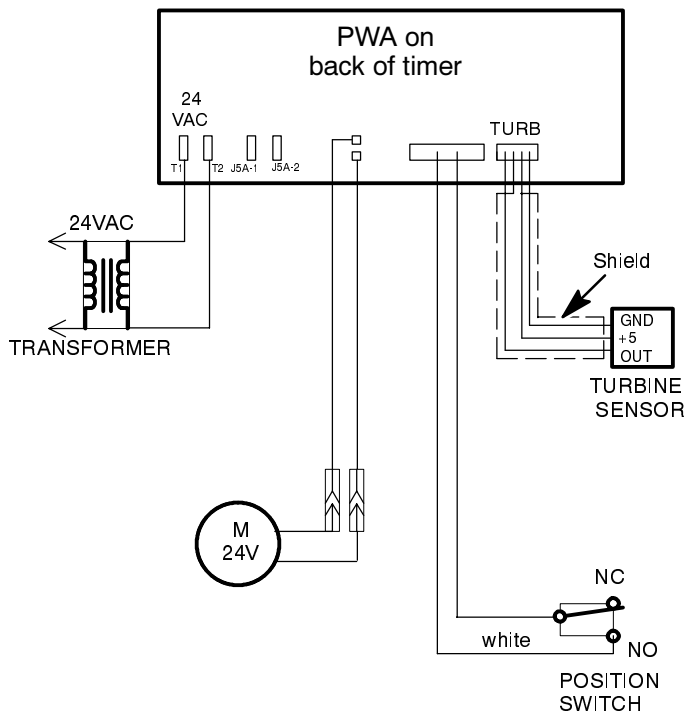 PWA on
back of timer
24
VAC
TURB
T1
T2
J5A-1
J5A-2
24VAC
TRANSFORMER
Shield
GND
+5
OUT
TURBINE
SENSOR
M
24V
NC
white
NO
POSITION
SWITCH